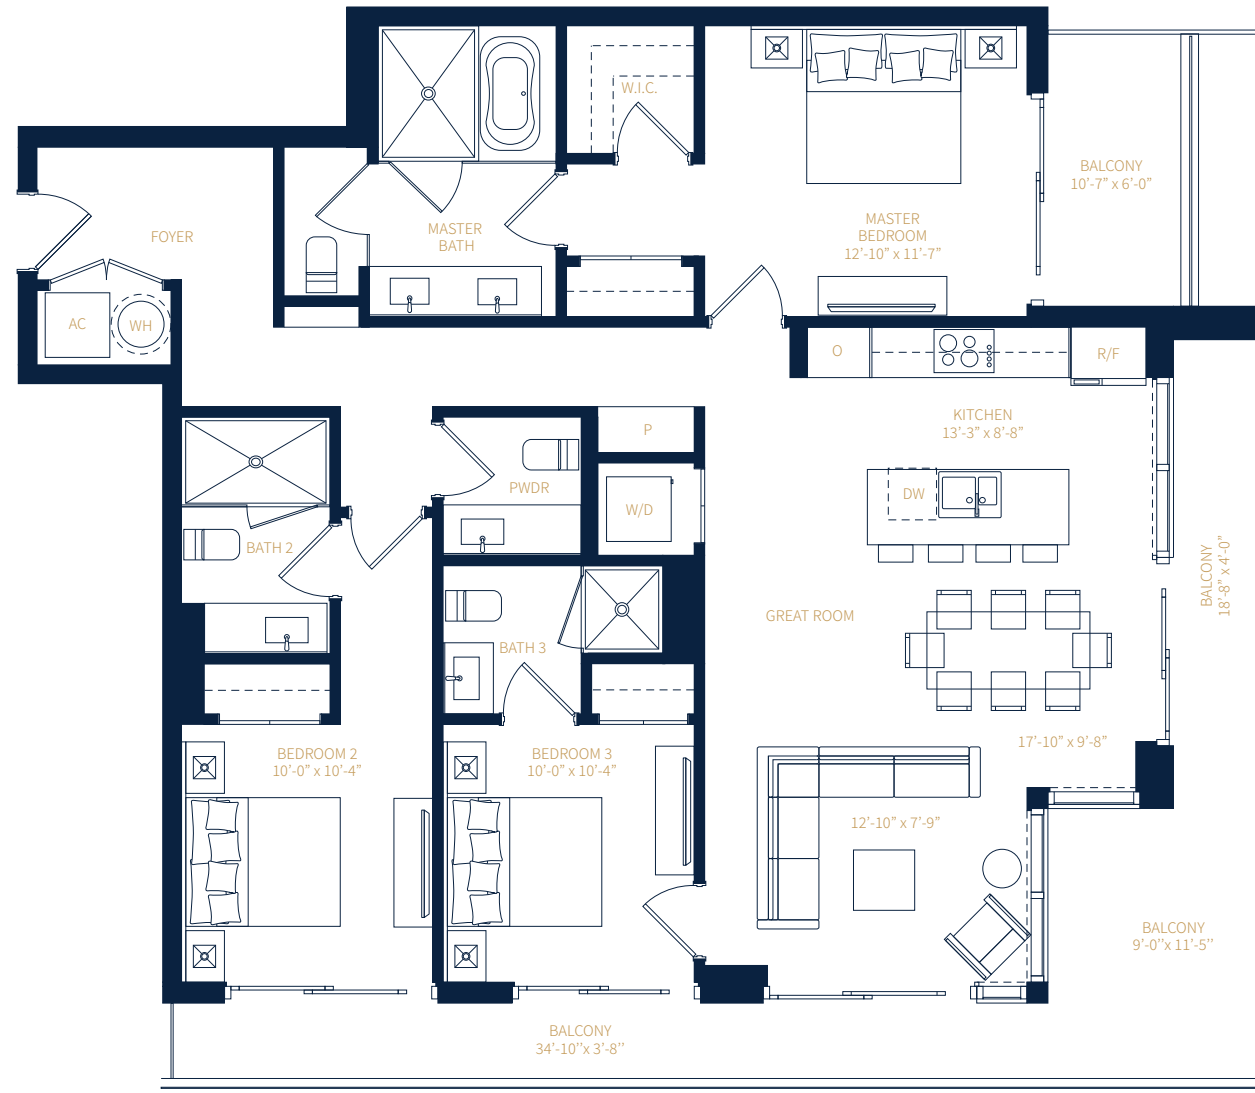 W.I.C.
BALCONY
10’-7” x 6’-0”
MASTER
BEDROOM
12’-10” x 11’-7”
MASTER
BATH
FOYER
AC
WH
O
R/F
KITCHEN
13’-3” x 8’-8”
P
PWDR
W/D
DW
BATH 2
BALCONY
18’-8” x 4’-0”
GREAT ROOM
BATH 3
17’-10” x 9’-8”
BEDROOM 2
10’-0” x 10’-4”
BEDROOM 3
10’-0” x 10’-4”
12’-10” x 7’-9”
BALCONY
9’-0’’x 11’-5’’
BALCONY
34’-10’’x 3’-8’’